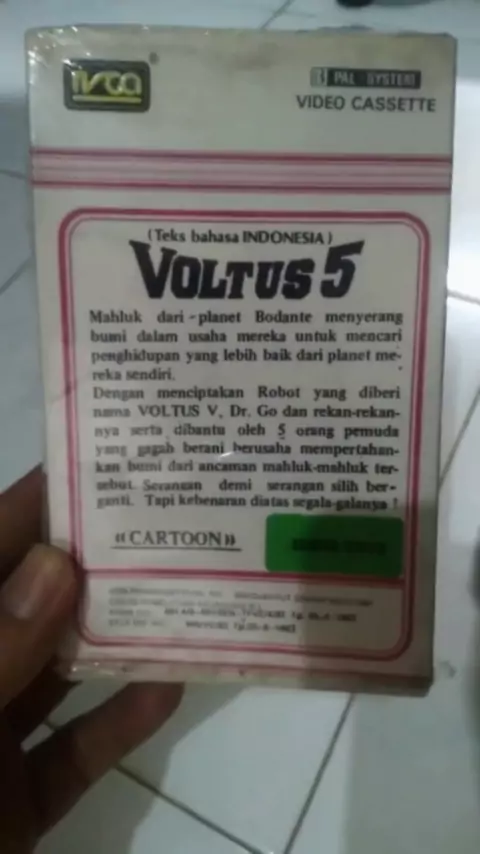 PAL SYSTEM
VIDEO CASSETTE
(Teks bahasa INDONESIA)
VOLTUS 5
Mahluk dari-planet Bodante menyerang
bumi dalam usaha mereka untuk mencari
penghidupan yang lebih baik dari planet me-
reka sendiri.
Dengan menciptakan Robot yang diberi
nama VOLTUS V, Dr. Go dan rekan-rekan-
nya serta dibantu oleh 5 orang pemuda
yang gagah berani berusaha mempertahan-
kan bumi dari ancaman mahluk-mahluk ter-
sebut. Serangan demi serangan silih ber-
ganti. Tapi kebenaran diatas segala-galanya !
«CARTOON»